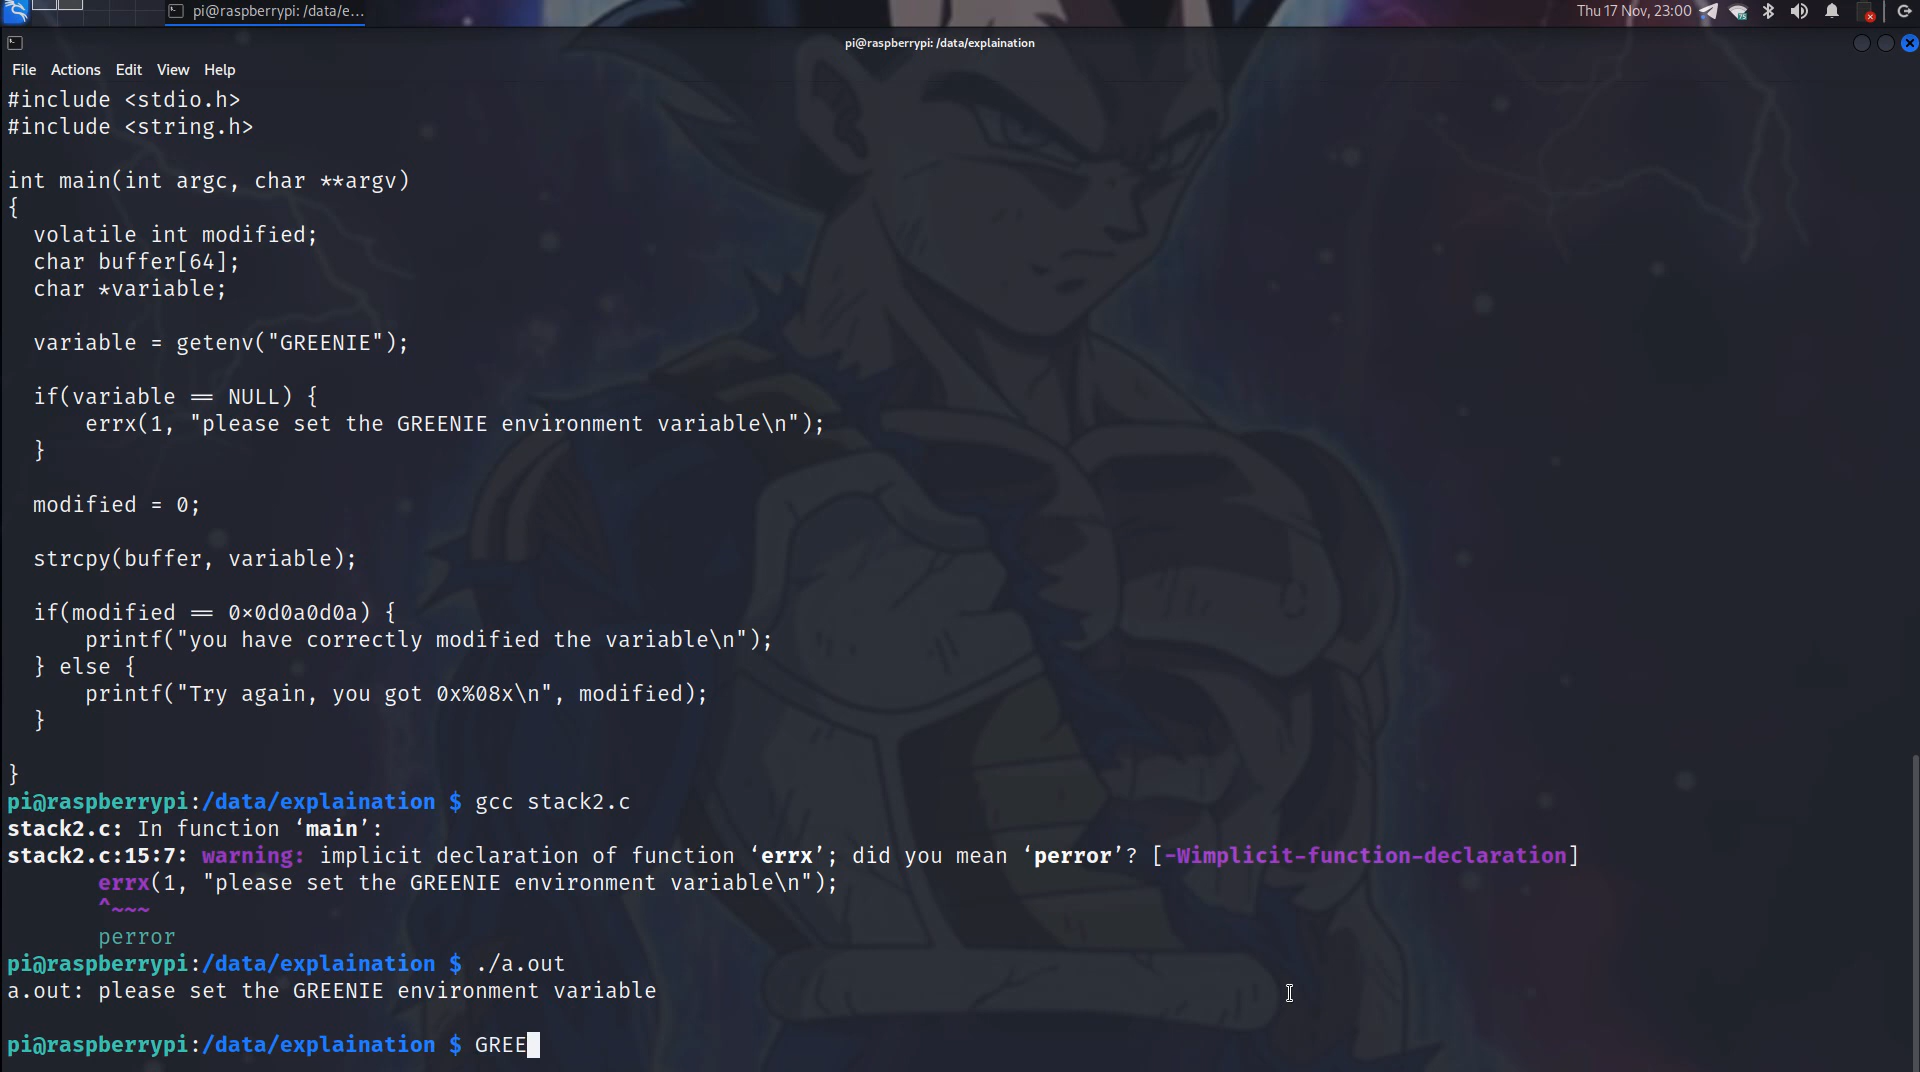 pi@raspberrypi: /data/e...
Thu 17 Nov, 23:00
pi@raspberrypi: /data/explaination
File Actions Edit View Help
#include <stdio.h>
#include <string.h>
int main(int argc, char **argv)
{
volatile int modified;
char buffer[64];
char *variable;
variable = getenv("GREENIE");
if(variable == NULL) {
errx(1, "please set the GREENIE environment variable\n");
}
modified = 0;
strcpy(buffer, variable);
if(modified == 0x0d0a0d0a) {
printf("you have correctly modified the variable\n");
} else {
printf("Try again, you got 0x%08x\n", modified);
}
}
pi@raspberrypi:/data/explaination $ gcc stack2.c
stack2.c: In function ‘main’:
stack2.c:15:7: warning: implicit declaration of function ‘errx’; did you mean ‘perror’? [-Wimplicit-function-declaration]
errx(1, "please set the GREENIE environment variable\n");
^~~~
perror
pi@raspberrypi:/data/explaination $ ./a.out
a.out: please set the GREENIE environment variable
pi@raspberrypi:/data/explaination $ GREE